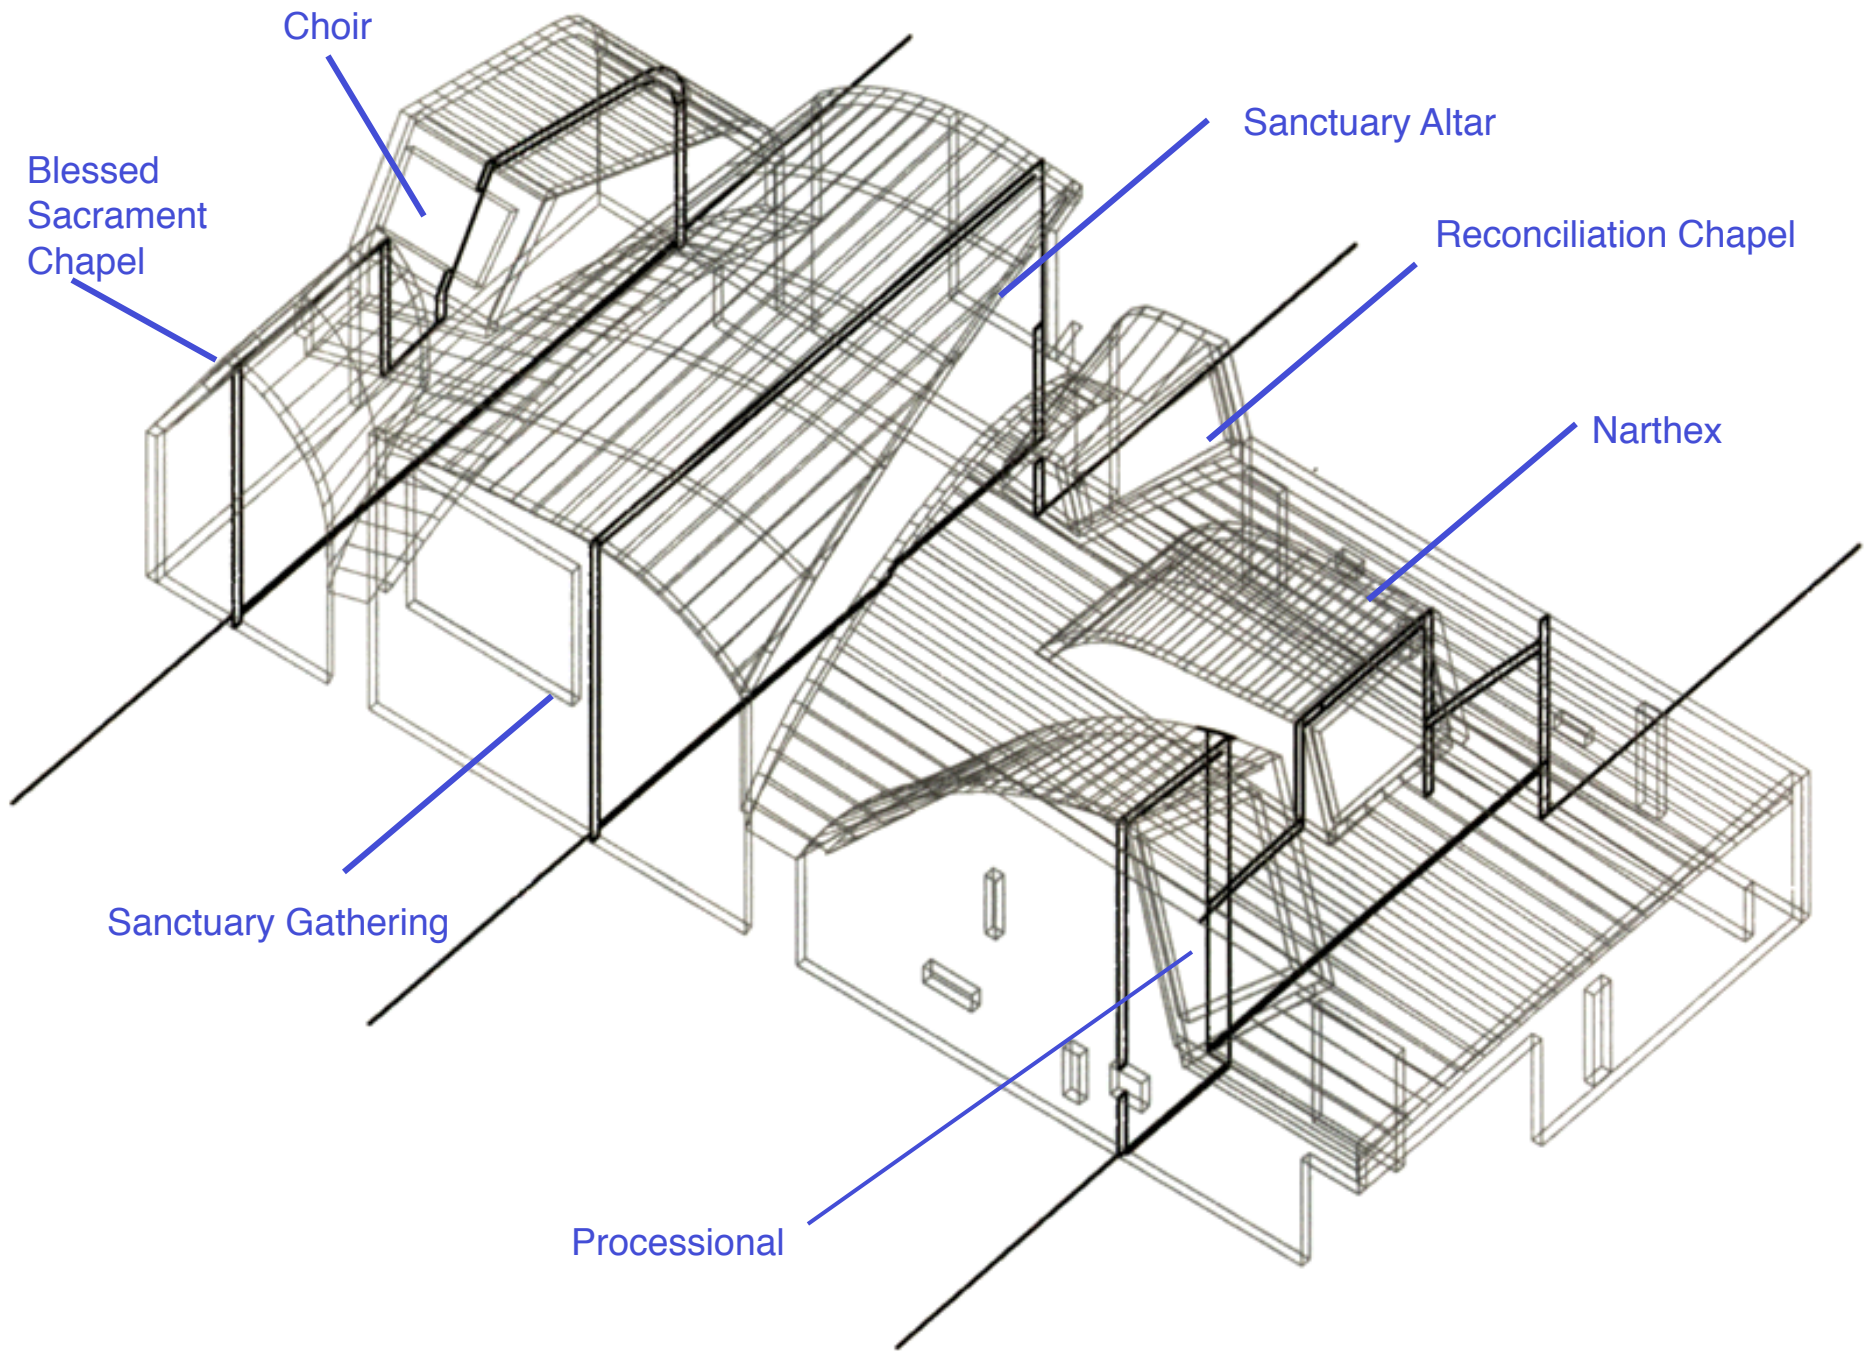 Choir
Sanctuary Altar
Blessed
Sacrament
Chapel
Reconciliation Chapel
Narthex
Sanctuary Gathering
Processional